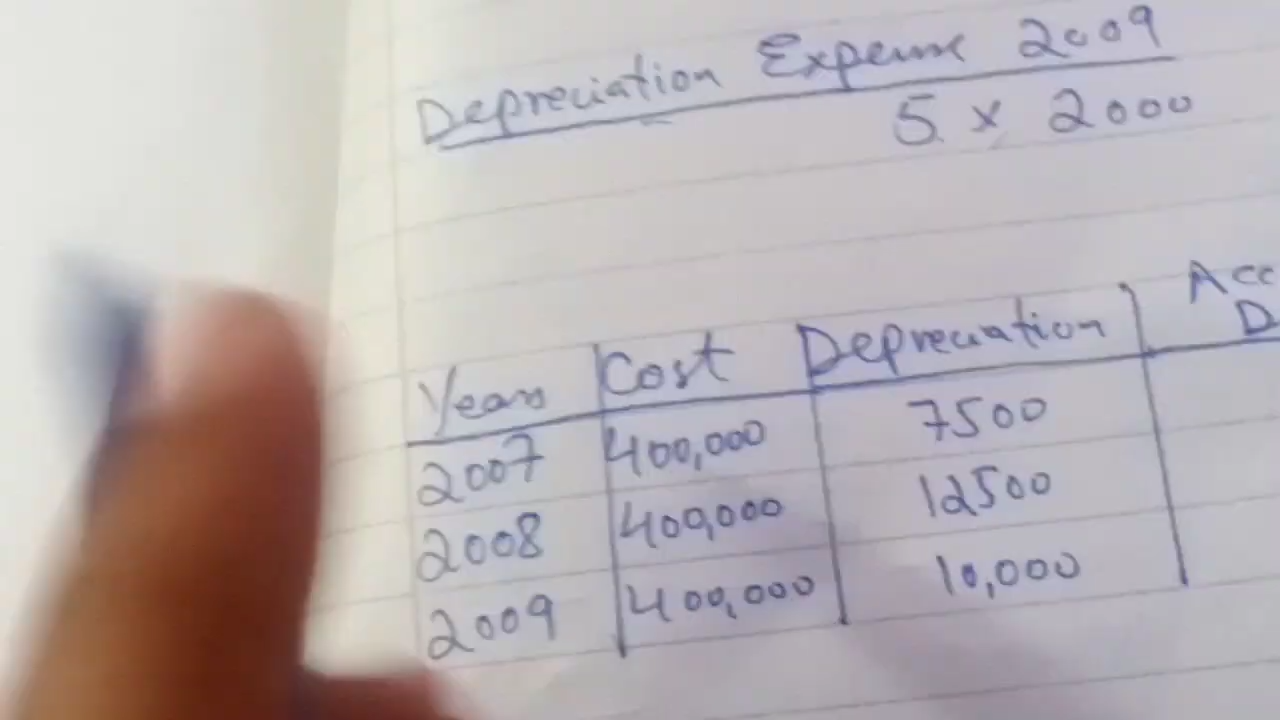 Depreciation Expense 2009
5 x 2000
Acc
D
Years Cost Depreciation
2007 400,000 7500
2008 400,000 12500
2009 400,000 10,000